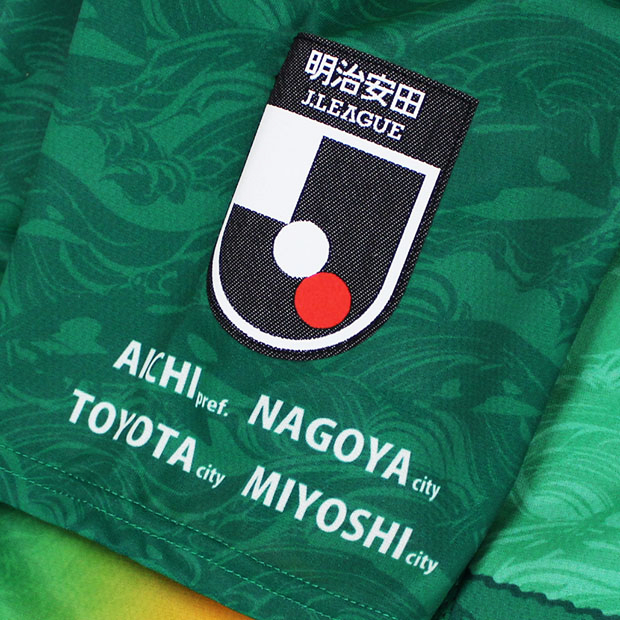 明治安田
J.LEAGUE
AICHI pref. NAGOYA city
TOYOTA city MIYOSHI city